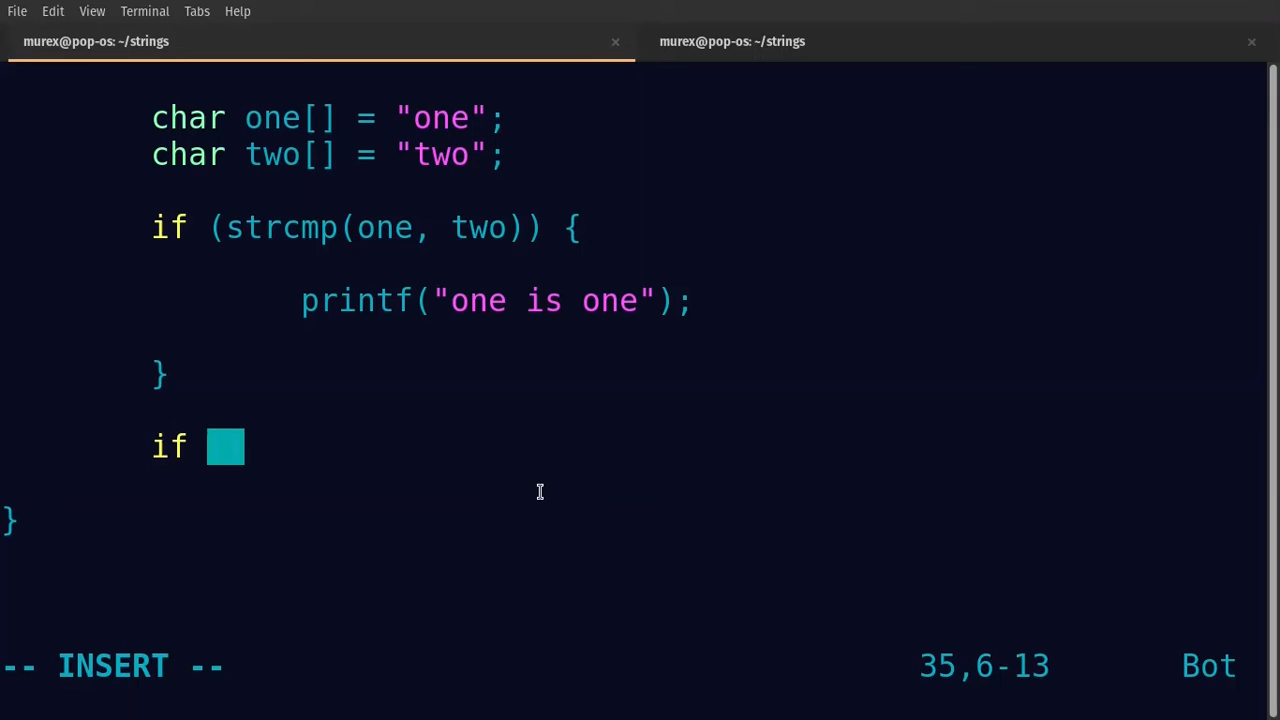 File Edit View Terminal Tabs Help
murex@pop-os: ~/strings × murex@pop-os: ~/strings ×
char one[] = "one";
char two[] = "two";
if (strcmp(one, two)) {
printf("one is one");
}
if
}
-- INSERT -- 35,6-13 Bot